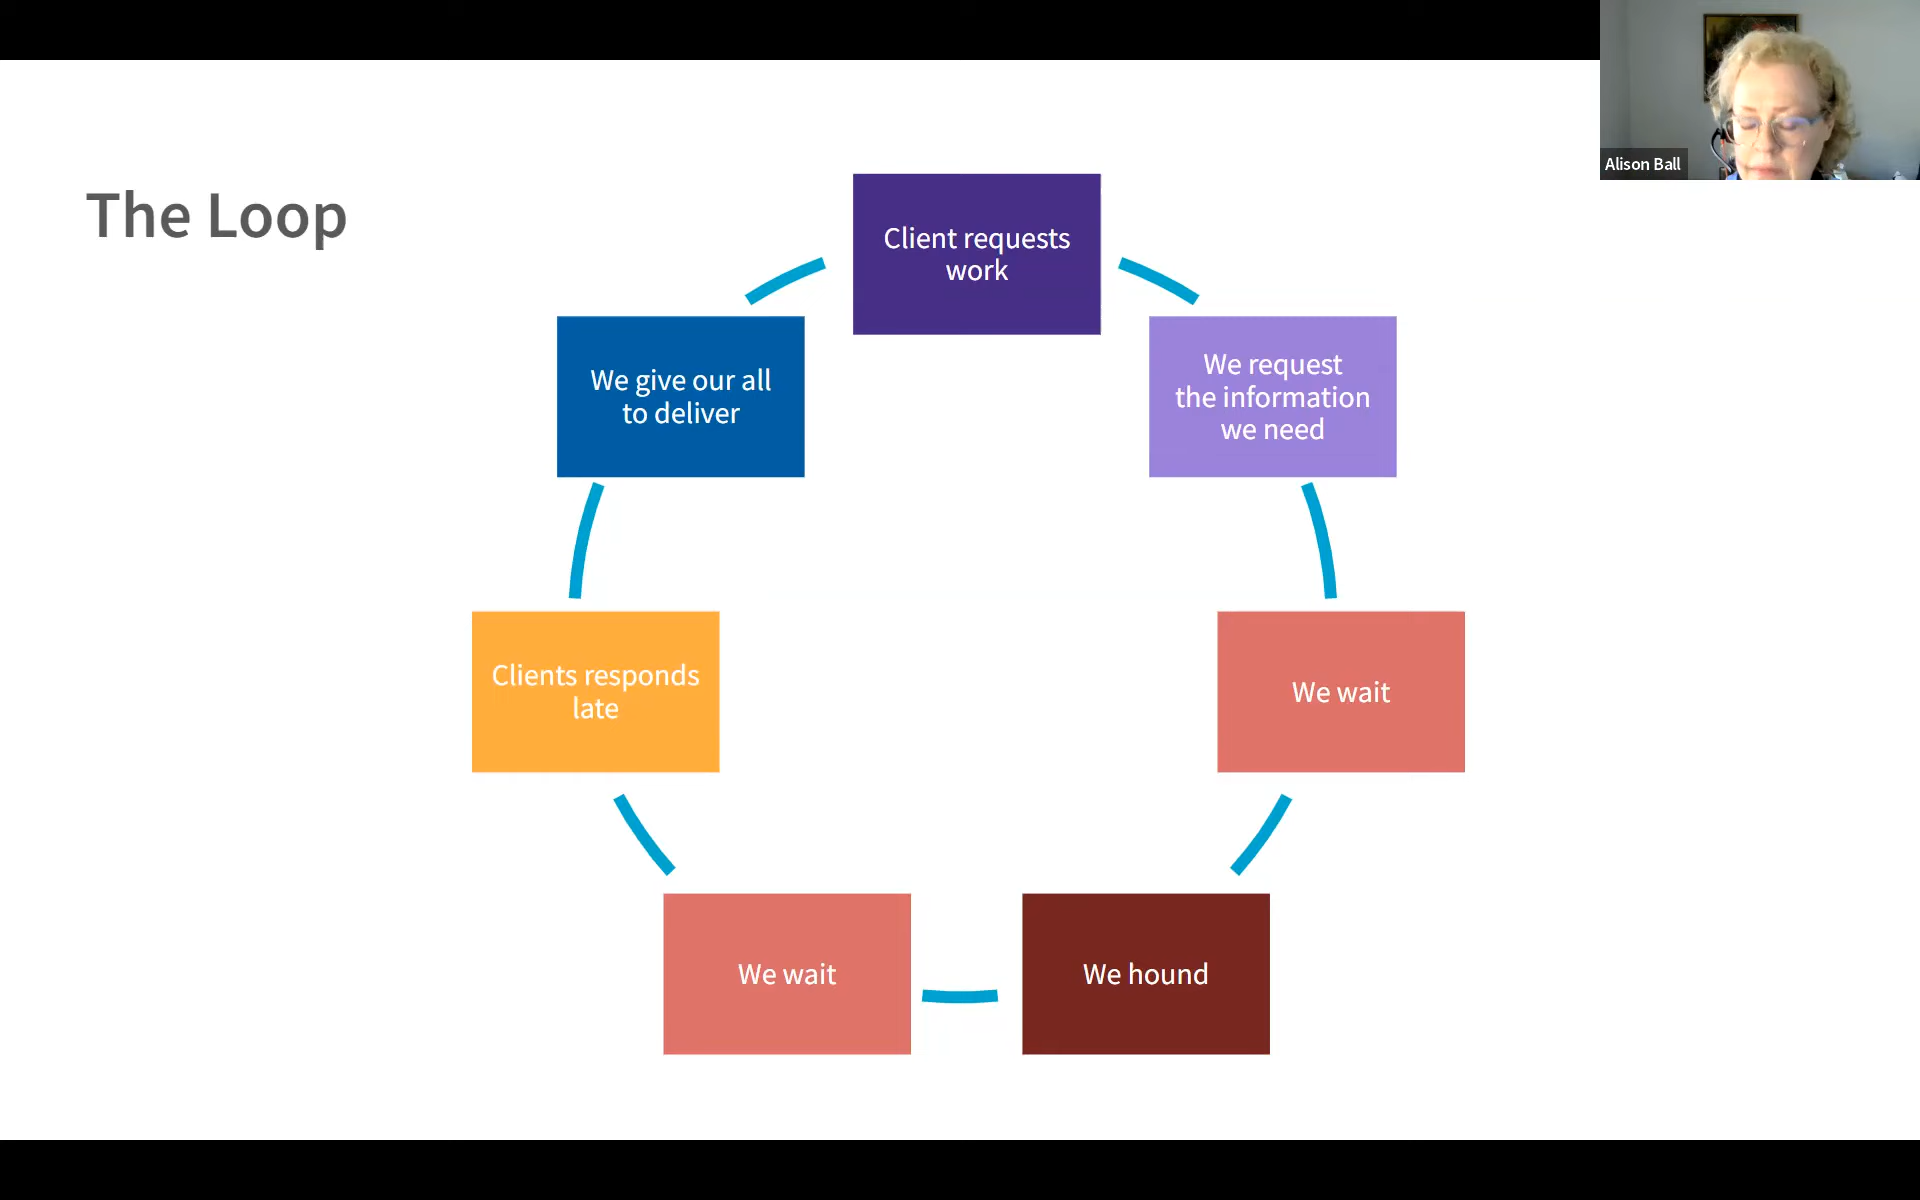 Alison Ball
The Loop
Client requests
work
We request
the information
we need
We wait
We hound
We wait
Clients responds
late
We give our all
to deliver